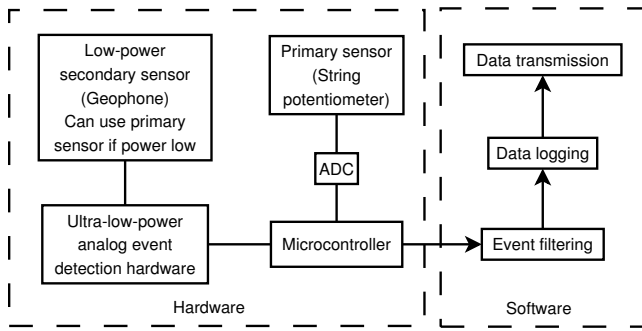 Low-power
secondary sensor
(Geophone)
Can use primary
sensor if power low
Primary sensor
(String
potentiometer)
ADC
Ultra-low-power
analog event
detection hardware
Microcontroller
Hardware
Data transmission
Data logging
Event filtering
Software